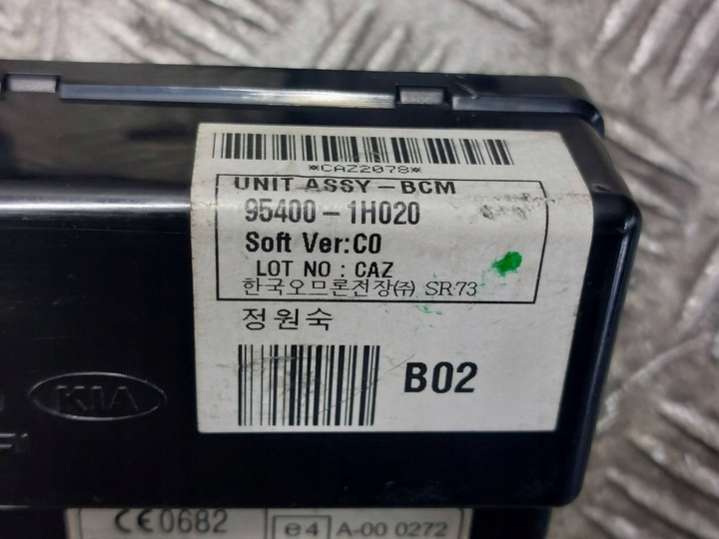 *CAZ2078*
UNIT ASSY-BCM
95400-1H020
Soft Ver:C0
LOT NO : CAZ
한국오므론전장㈜ SR73
정원숙
B02
KIA
CE0682
e4 A-00 0272